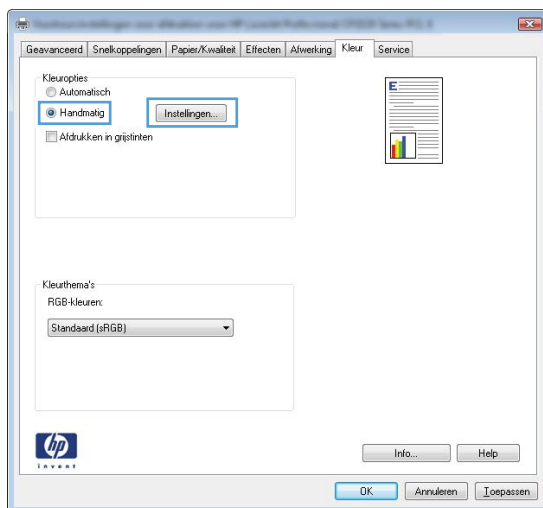 Geavanceerd Snelkoppelingen Papier/Kwaliteit Effecten Afwerking Kleur Service
Kleuropties
Automatisch
Handmatig Instellingen...
Afdrukken in grijstinten
E
Kleurthema's
RGB-kleuren:
Standaard (sRGB)
hp
invent
Info... Help
OK Annuleren Toepassen